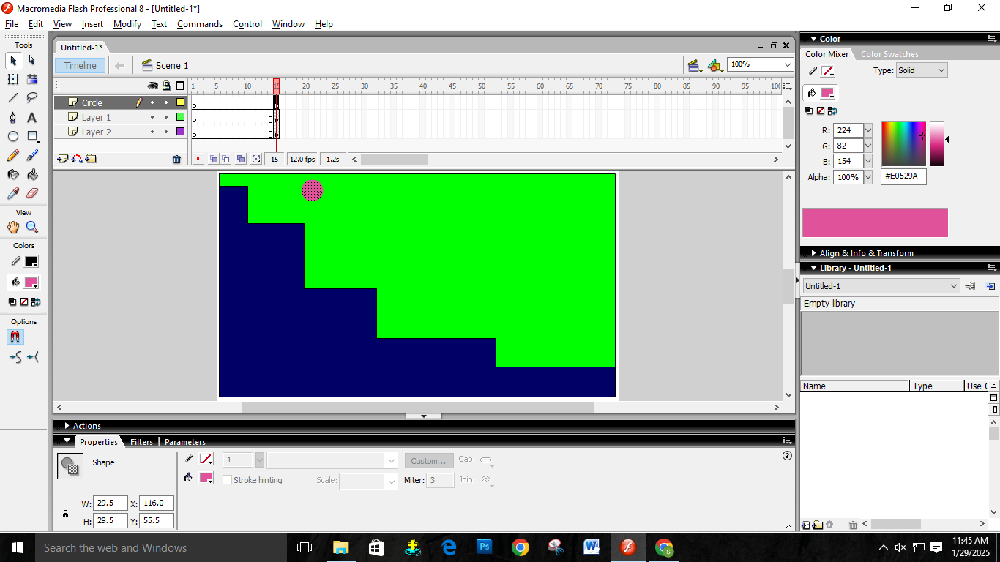 Macromedia Flash Professional 8 - [Untitled-1*]
File Edit View Insert Modify Text Commands Control Window Help
Tools
View
Colors
Options
Untitled-1*
Timeline
Scene 1
100%
1 5 10 15 20 25 30 35 40 45 50 55 60 65 70 75 80 85 90 95 100
Circle
Layer 1
Layer 2
15 12.0 fps 1.2s
Actions
Properties Filters Parameters
Shape
1
Custom...
Cap:
Stroke hinting
Scale:
Miter: 3
Join:
W: 29.5 X: 116.0
H: 29.5 Y: 55.5
Color
Color Mixer Color Swatches
Type: Solid
R: 224
G: 82
B: 154
Alpha: 100%
#E0529A
Align & Info & Transform
Library - Untitled-1
Untitled-1
Empty library
Name Type Use C
Search the web and Windows
Ps
11:45 AM
1/29/2025